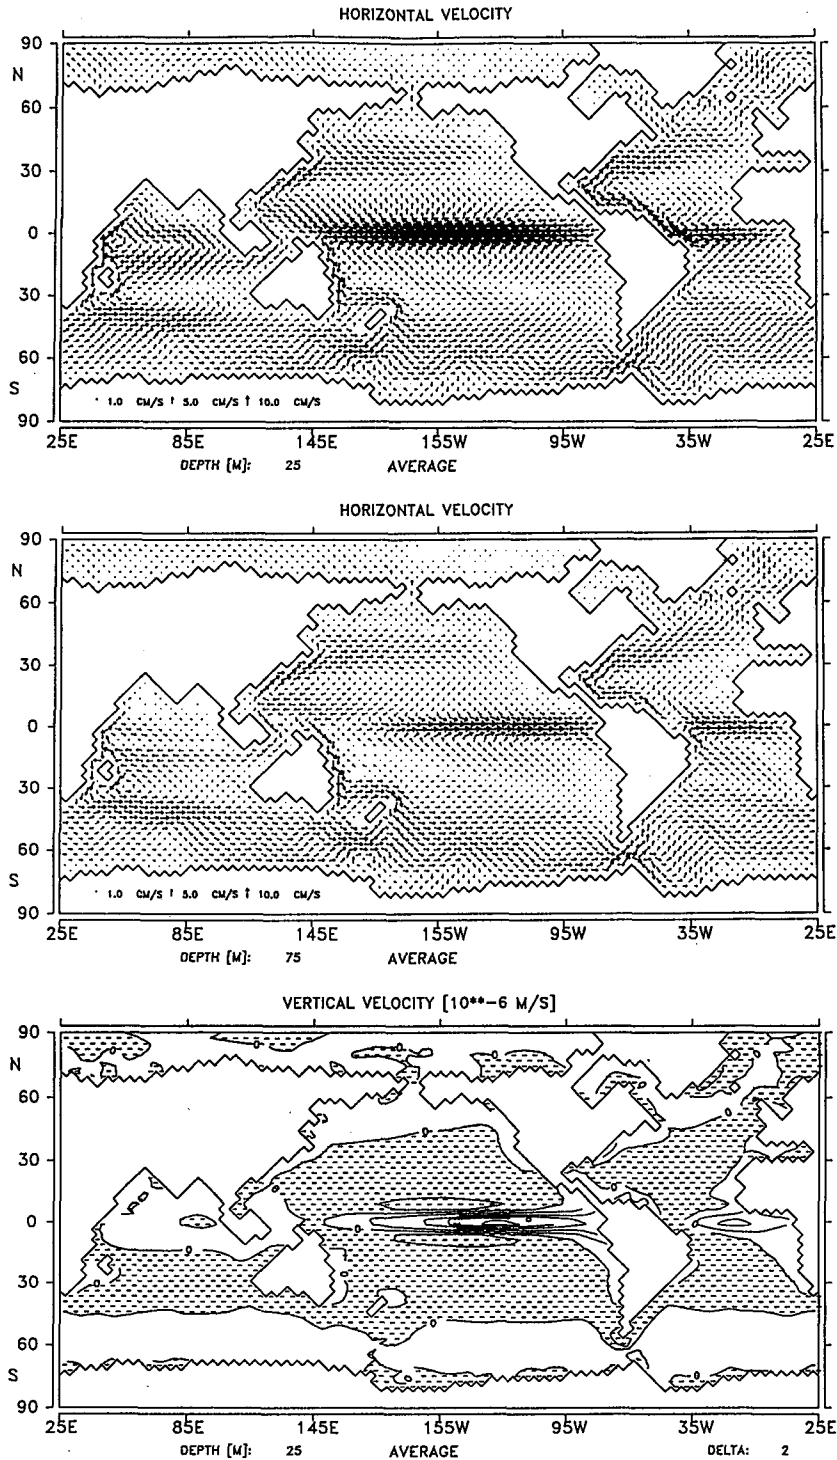 HORIZONTAL VELOCITY
90
N
60
30
0
30
60
S
90
1.0 CM/S ↑ 5.0 CM/S ↑ 10.0 CM/S
25E 85E 145E 155W 95W 35W 25E
DEPTH [M]: 25 AVERAGE
HORIZONTAL VELOCITY
90
N
60
30
0
30
60
S
90
1.0 CM/S ↑ 5.0 CM/S ↑ 10.0 CM/S
25E 85E 145E 155W 95W 35W 25E
DEPTH [M]: 75 AVERAGE
VERTICAL VELOCITY [10**-6 M/S]
90
N
60
30
0
30
60
S
90
25E 85E 145E 155W 95W 35W 25E
DEPTH [M]: 25 AVERAGE DELTA: 2